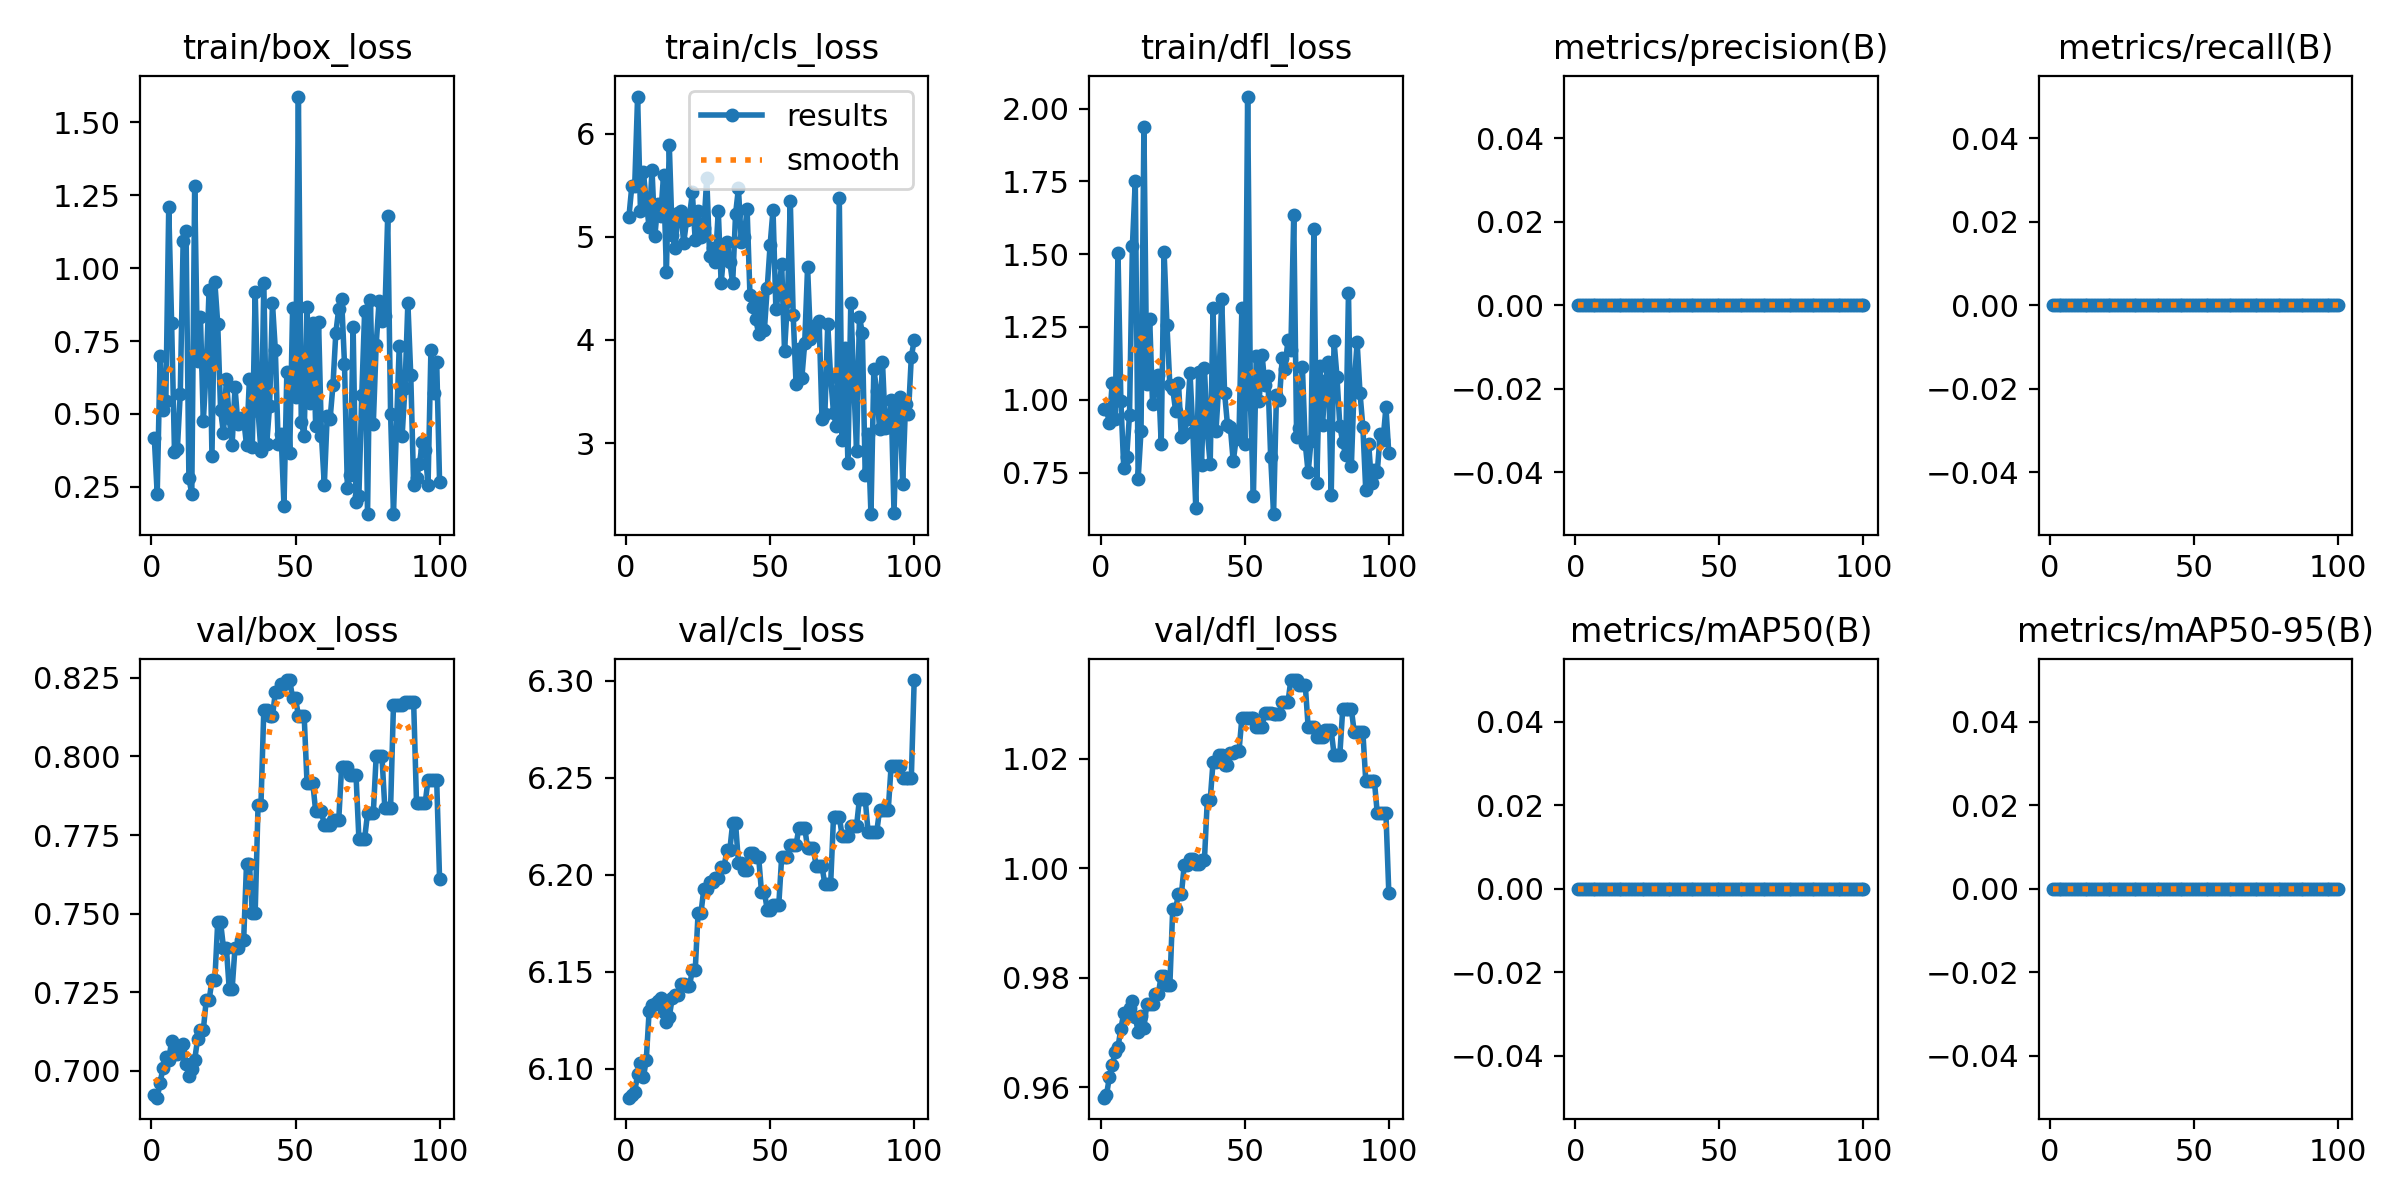 train/box_loss
1.50
1.25
1.00
0.75
0.50
0.25
0 50 100
train/cls_loss
results
smooth
6
5
4
3
0 50 100
train/dfl_loss
2.00
1.75
1.50
1.25
1.00
0.75
0 50 100
metrics/precision(B)
0.04
0.02
0.00
−0.02
−0.04
0 50 100
metrics/recall(B)
0.04
0.02
0.00
−0.02
−0.04
0 50 100
val/box_loss
0.825
0.800
0.775
0.750
0.725
0.700
0 50 100
val/cls_loss
6.30
6.25
6.20
6.15
6.10
0 50 100
val/dfl_loss
1.02
1.00
0.98
0.96
0 50 100
metrics/mAP50(B)
0.04
0.02
0.00
−0.02
−0.04
0 50 100
metrics/mAP50-95(B)
0.04
0.02
0.00
−0.02
−0.04
0 50 100